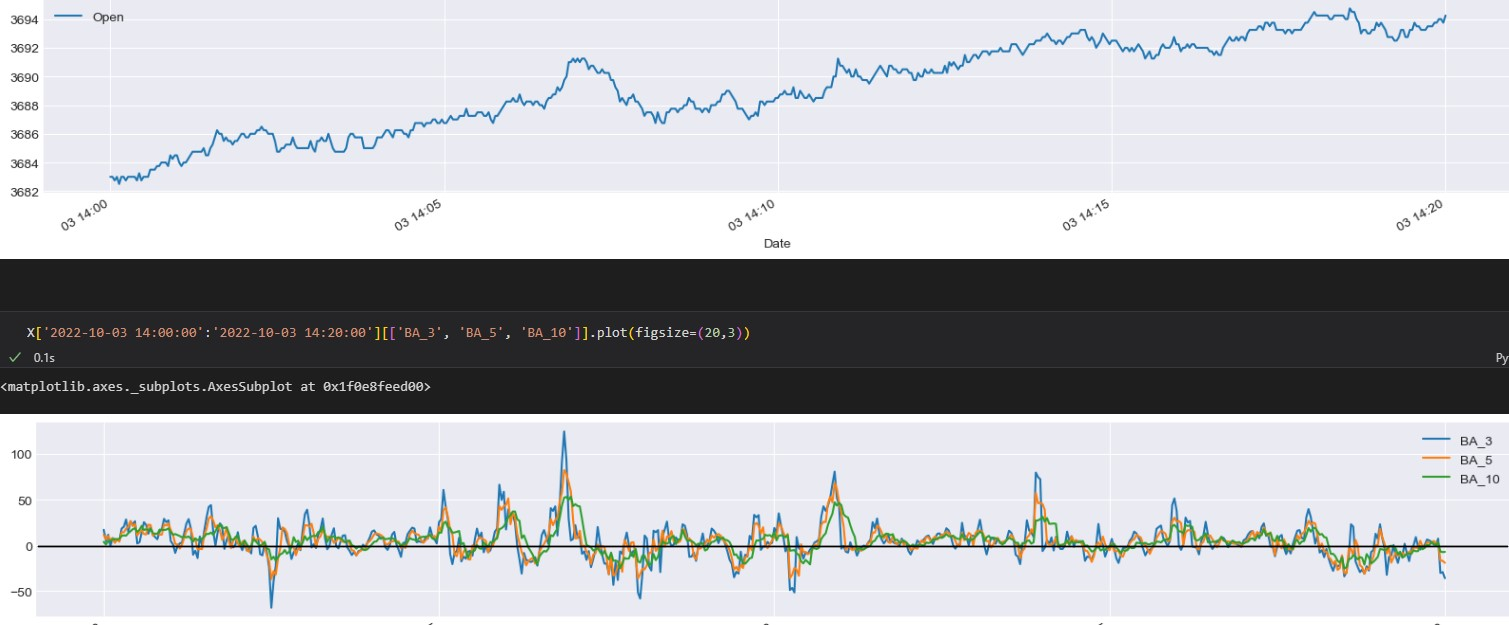 3694
Open
3692
3690
3688
3686
3684
3682
03 14:00
03 14:05
03 14:10
03 14:15
03 14:20
Date
X['2022-10-03 14:00:00':'2022-10-03 14:20:00'][['BA_3', 'BA_5', 'BA_10']].plot(figsize=(20,3))
0.1s
Py
<matplotlib.axes._subplots.AxesSubplot at 0x1f0e8feed00>
BA_3
BA_5
BA_10
100
50
0
−50